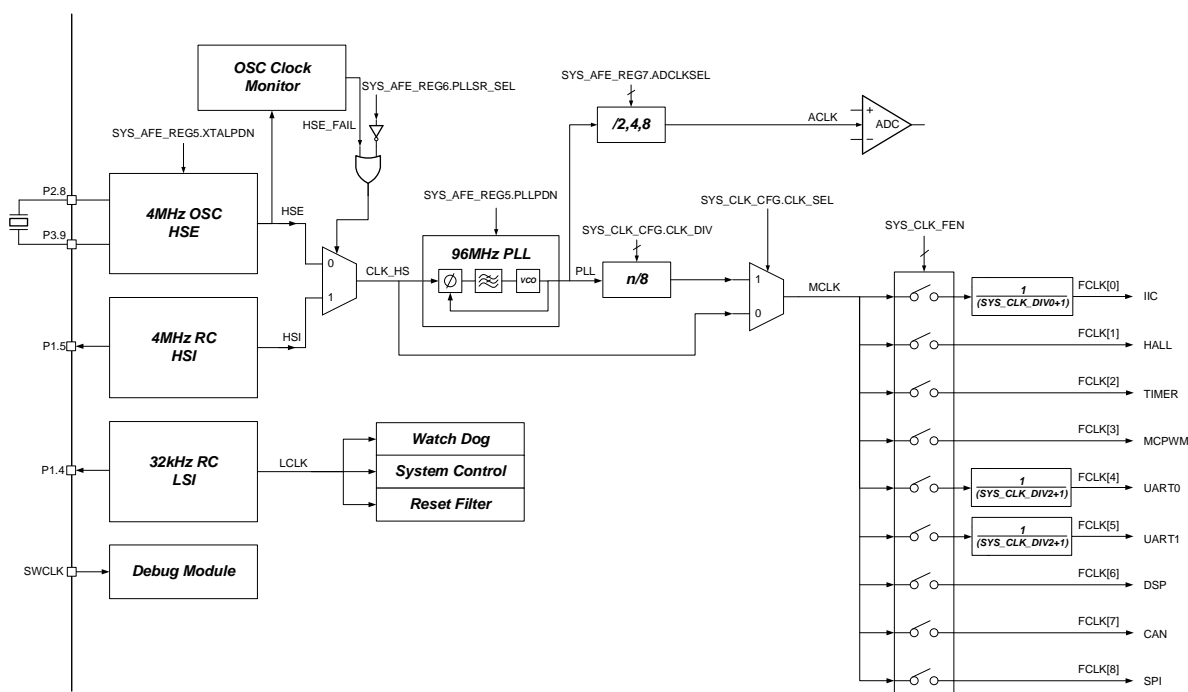 OSC Clock
Monitor
SYS_AFE_REG6.PLLSR_SEL
SYS_AFE_REG7.ADCLKSEL
HSE_FAIL
/2,4,8
ACLK
+
ADC
−
SYS_AFE_REG5.XTALPDN
P2.8
P3.9
4MHz OSC
HSE
HSE
SYS_AFE_REG5.PLLPDN
SYS_CLK_CFG.CLK_SEL
SYS_CLK_CFG.CLK_DIV
SYS_CLK_FEN
0
1
CLK_HS
96MHz PLL
Ø
VCO
PLL
n/8
1
0
MCLK
P1.5
4MHz RC
HSI
HSI
P1.4
32kHz RC
LSI
LCLK
Watch Dog
System Control
Reset Filter
SWCLK
Debug Module
1
(SYS_CLK_DIV0+1)
FCLK[0]
IIC
FCLK[1]
HALL
FCLK[2]
TIMER
FCLK[3]
MCPWM
1
(SYS_CLK_DIV2+1)
FCLK[4]
UART0
1
(SYS_CLK_DIV2+1)
FCLK[5]
UART1
FCLK[6]
DSP
FCLK[7]
CAN
FCLK[8]
SPI